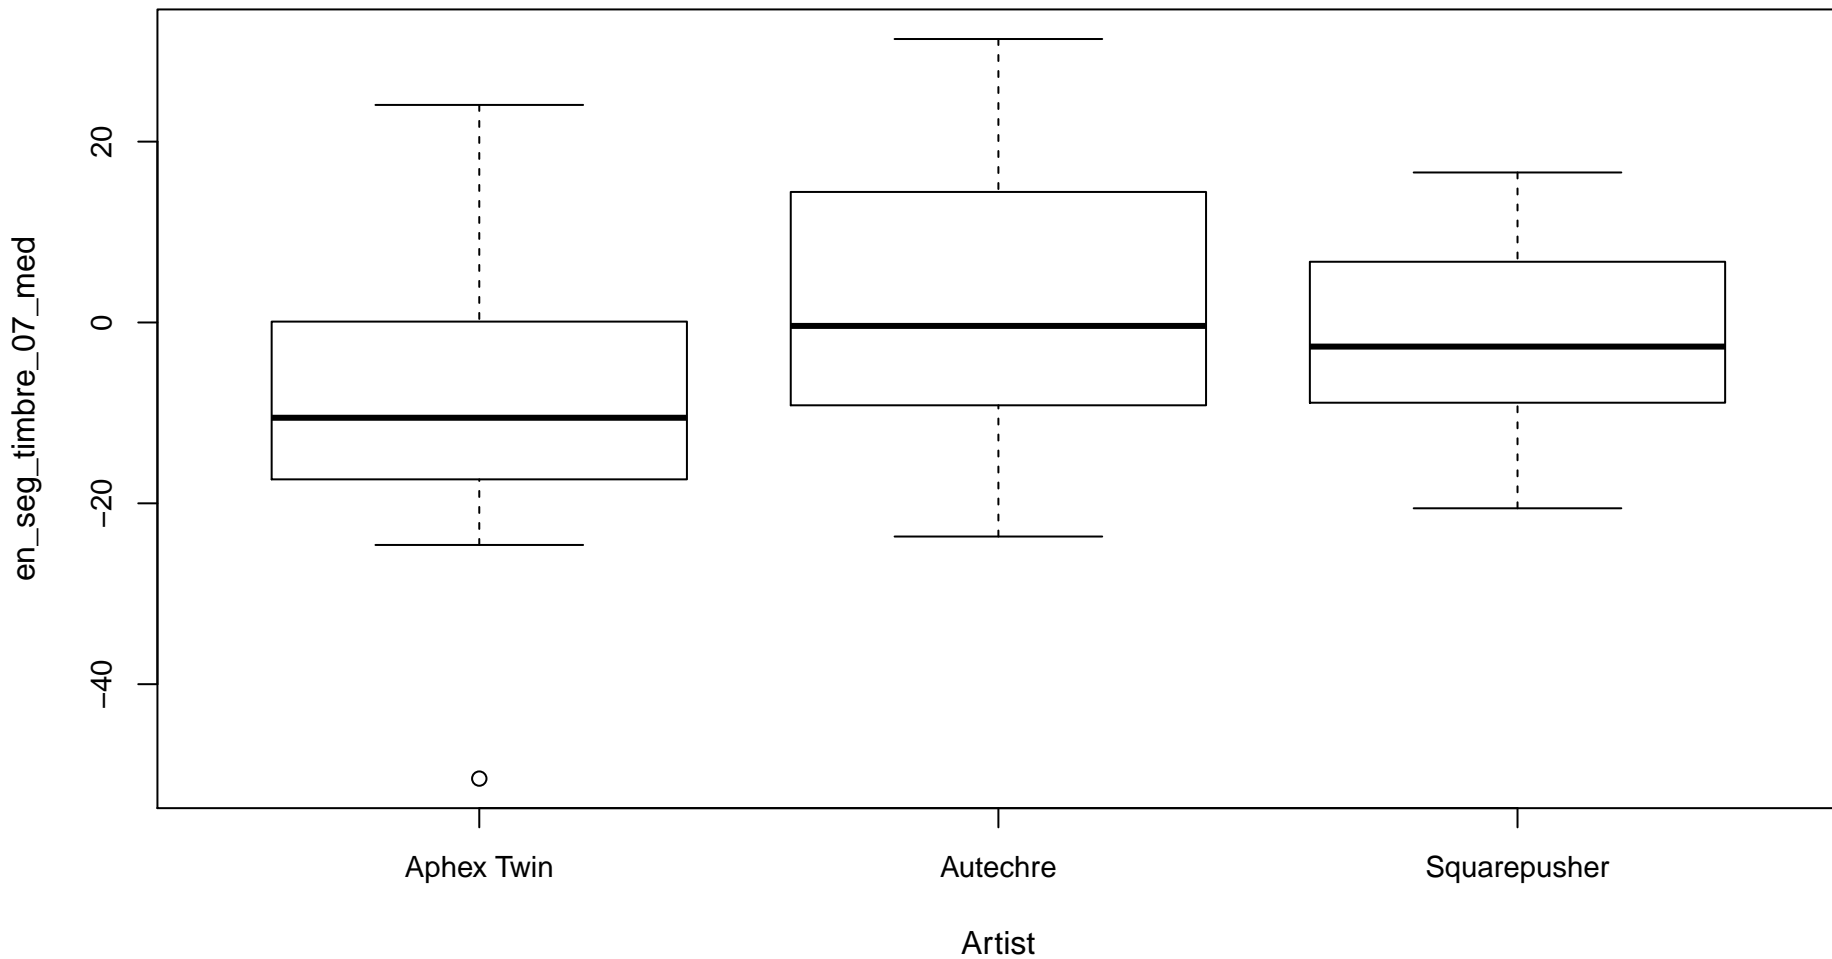 en_seg_timbre_07_med
20
0
−20
−40
Aphex Twin
Autechre
Squarepusher
Artist